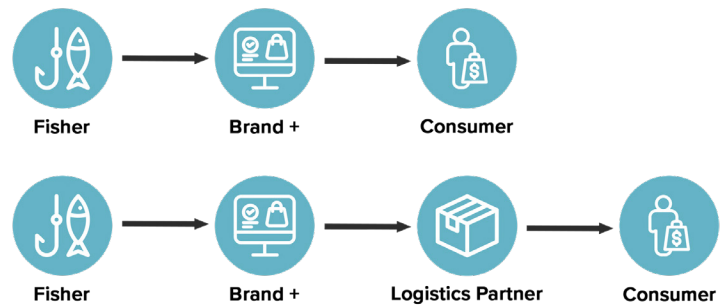 Fisher
Brand +
Consumer
$
Fisher
Brand +
Logistics Partner
Consumer
$